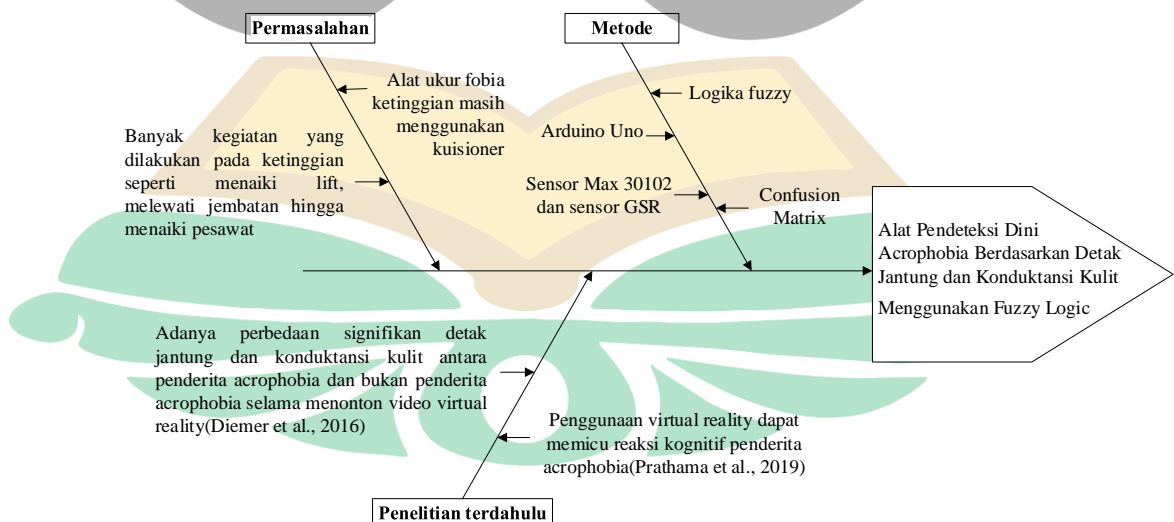 Permasalahan
Metode
Alat ukur fobia
ketinggian masih
menggunakan
kuisioner
Banyak kegiatan yang
dilakukan pada ketinggian
seperti menaiki lift,
melewati jembatan hingga
menaiki pesawat
Logika fuzzy
Arduino Uno
Sensor Max 30102
dan sensor GSR
Confusion
Matrix
Alat Pendeteksi Dini
Acrophobia Berdasarkan Detak
Jantung dan Konduktansi Kulit
Menggunakan Fuzzy Logic
Adanya perbedaan signifikan detak
jantung dan konduktansi kulit antara
penderita acrophobia dan bukan penderita
acrophobia selama menonton video virtual
reality(Diemer et al., 2016)
Penggunaan virtual reality dapat
memicu reaksi kognitif penderita
acrophobia(Prathama et al., 2019)
Penelitian terdahulu